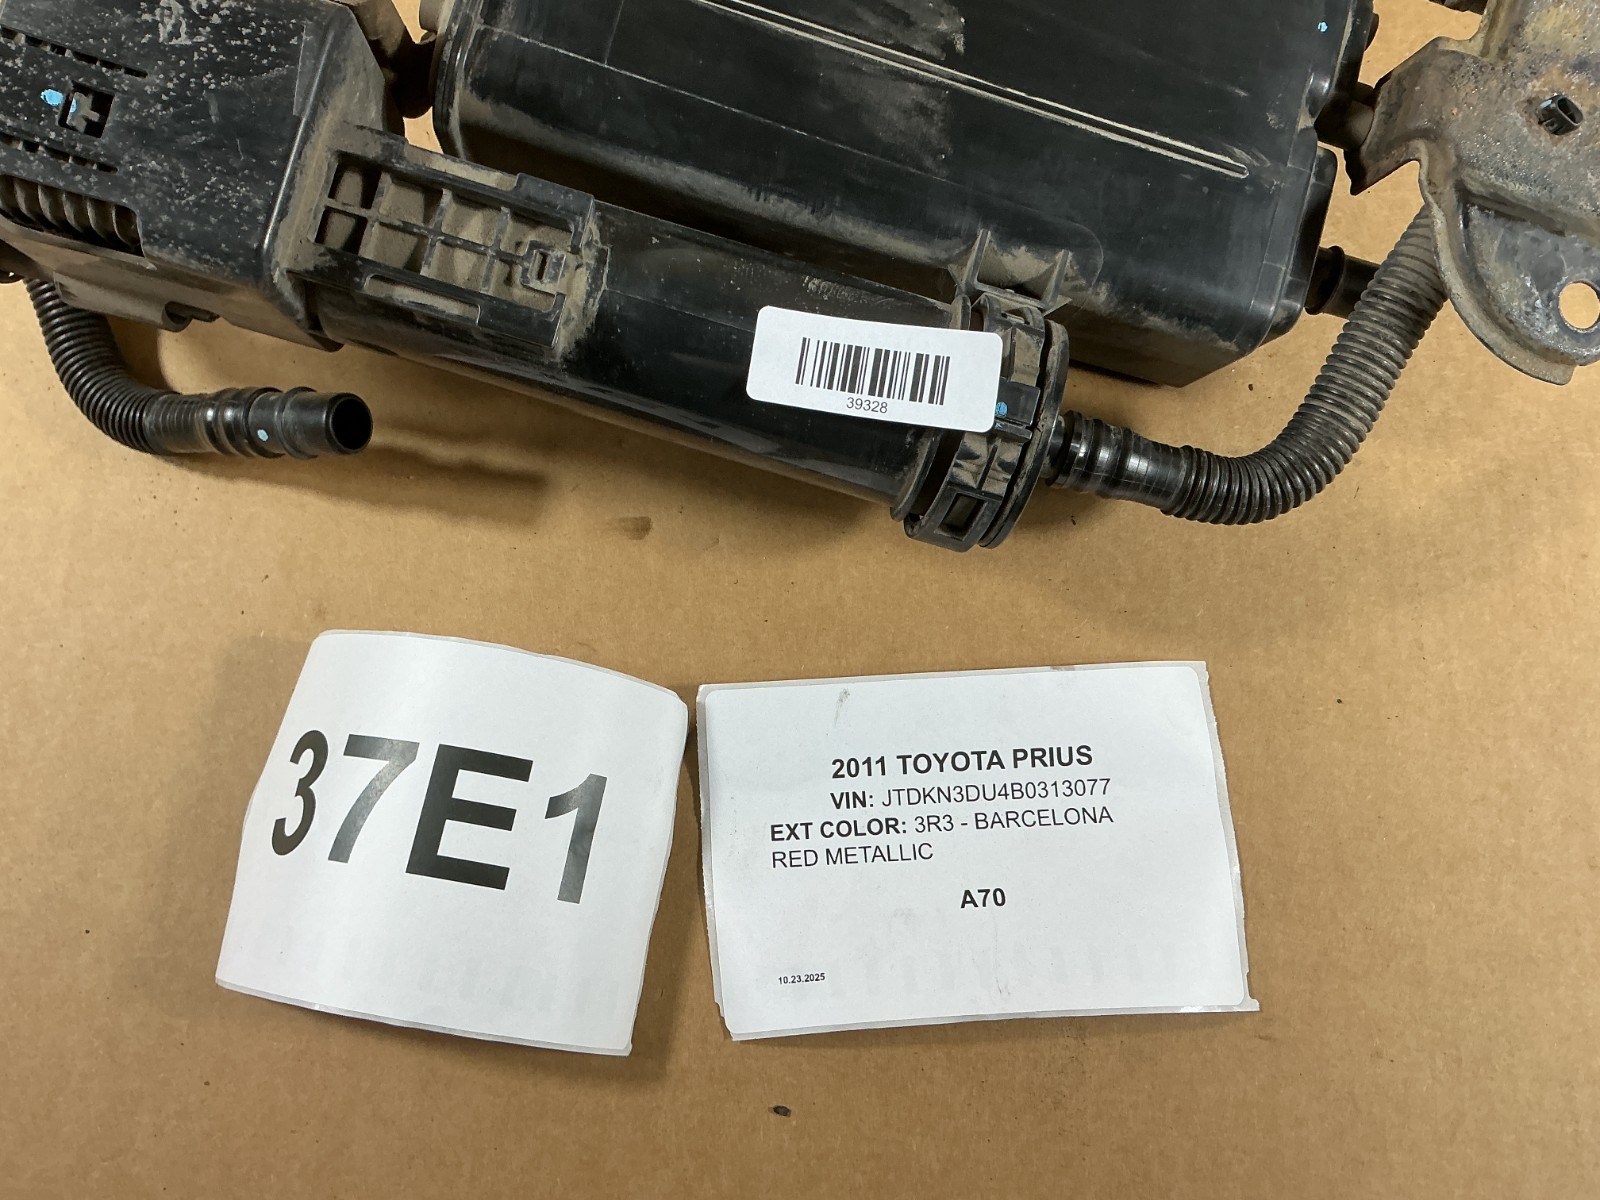 39328
37E1
2011 TOYOTA PRIUS
VIN: JTDKN3DU4B0313077
EXT COLOR: 3R3 - BARCELONA
RED METALLIC
A70
10.23.2025